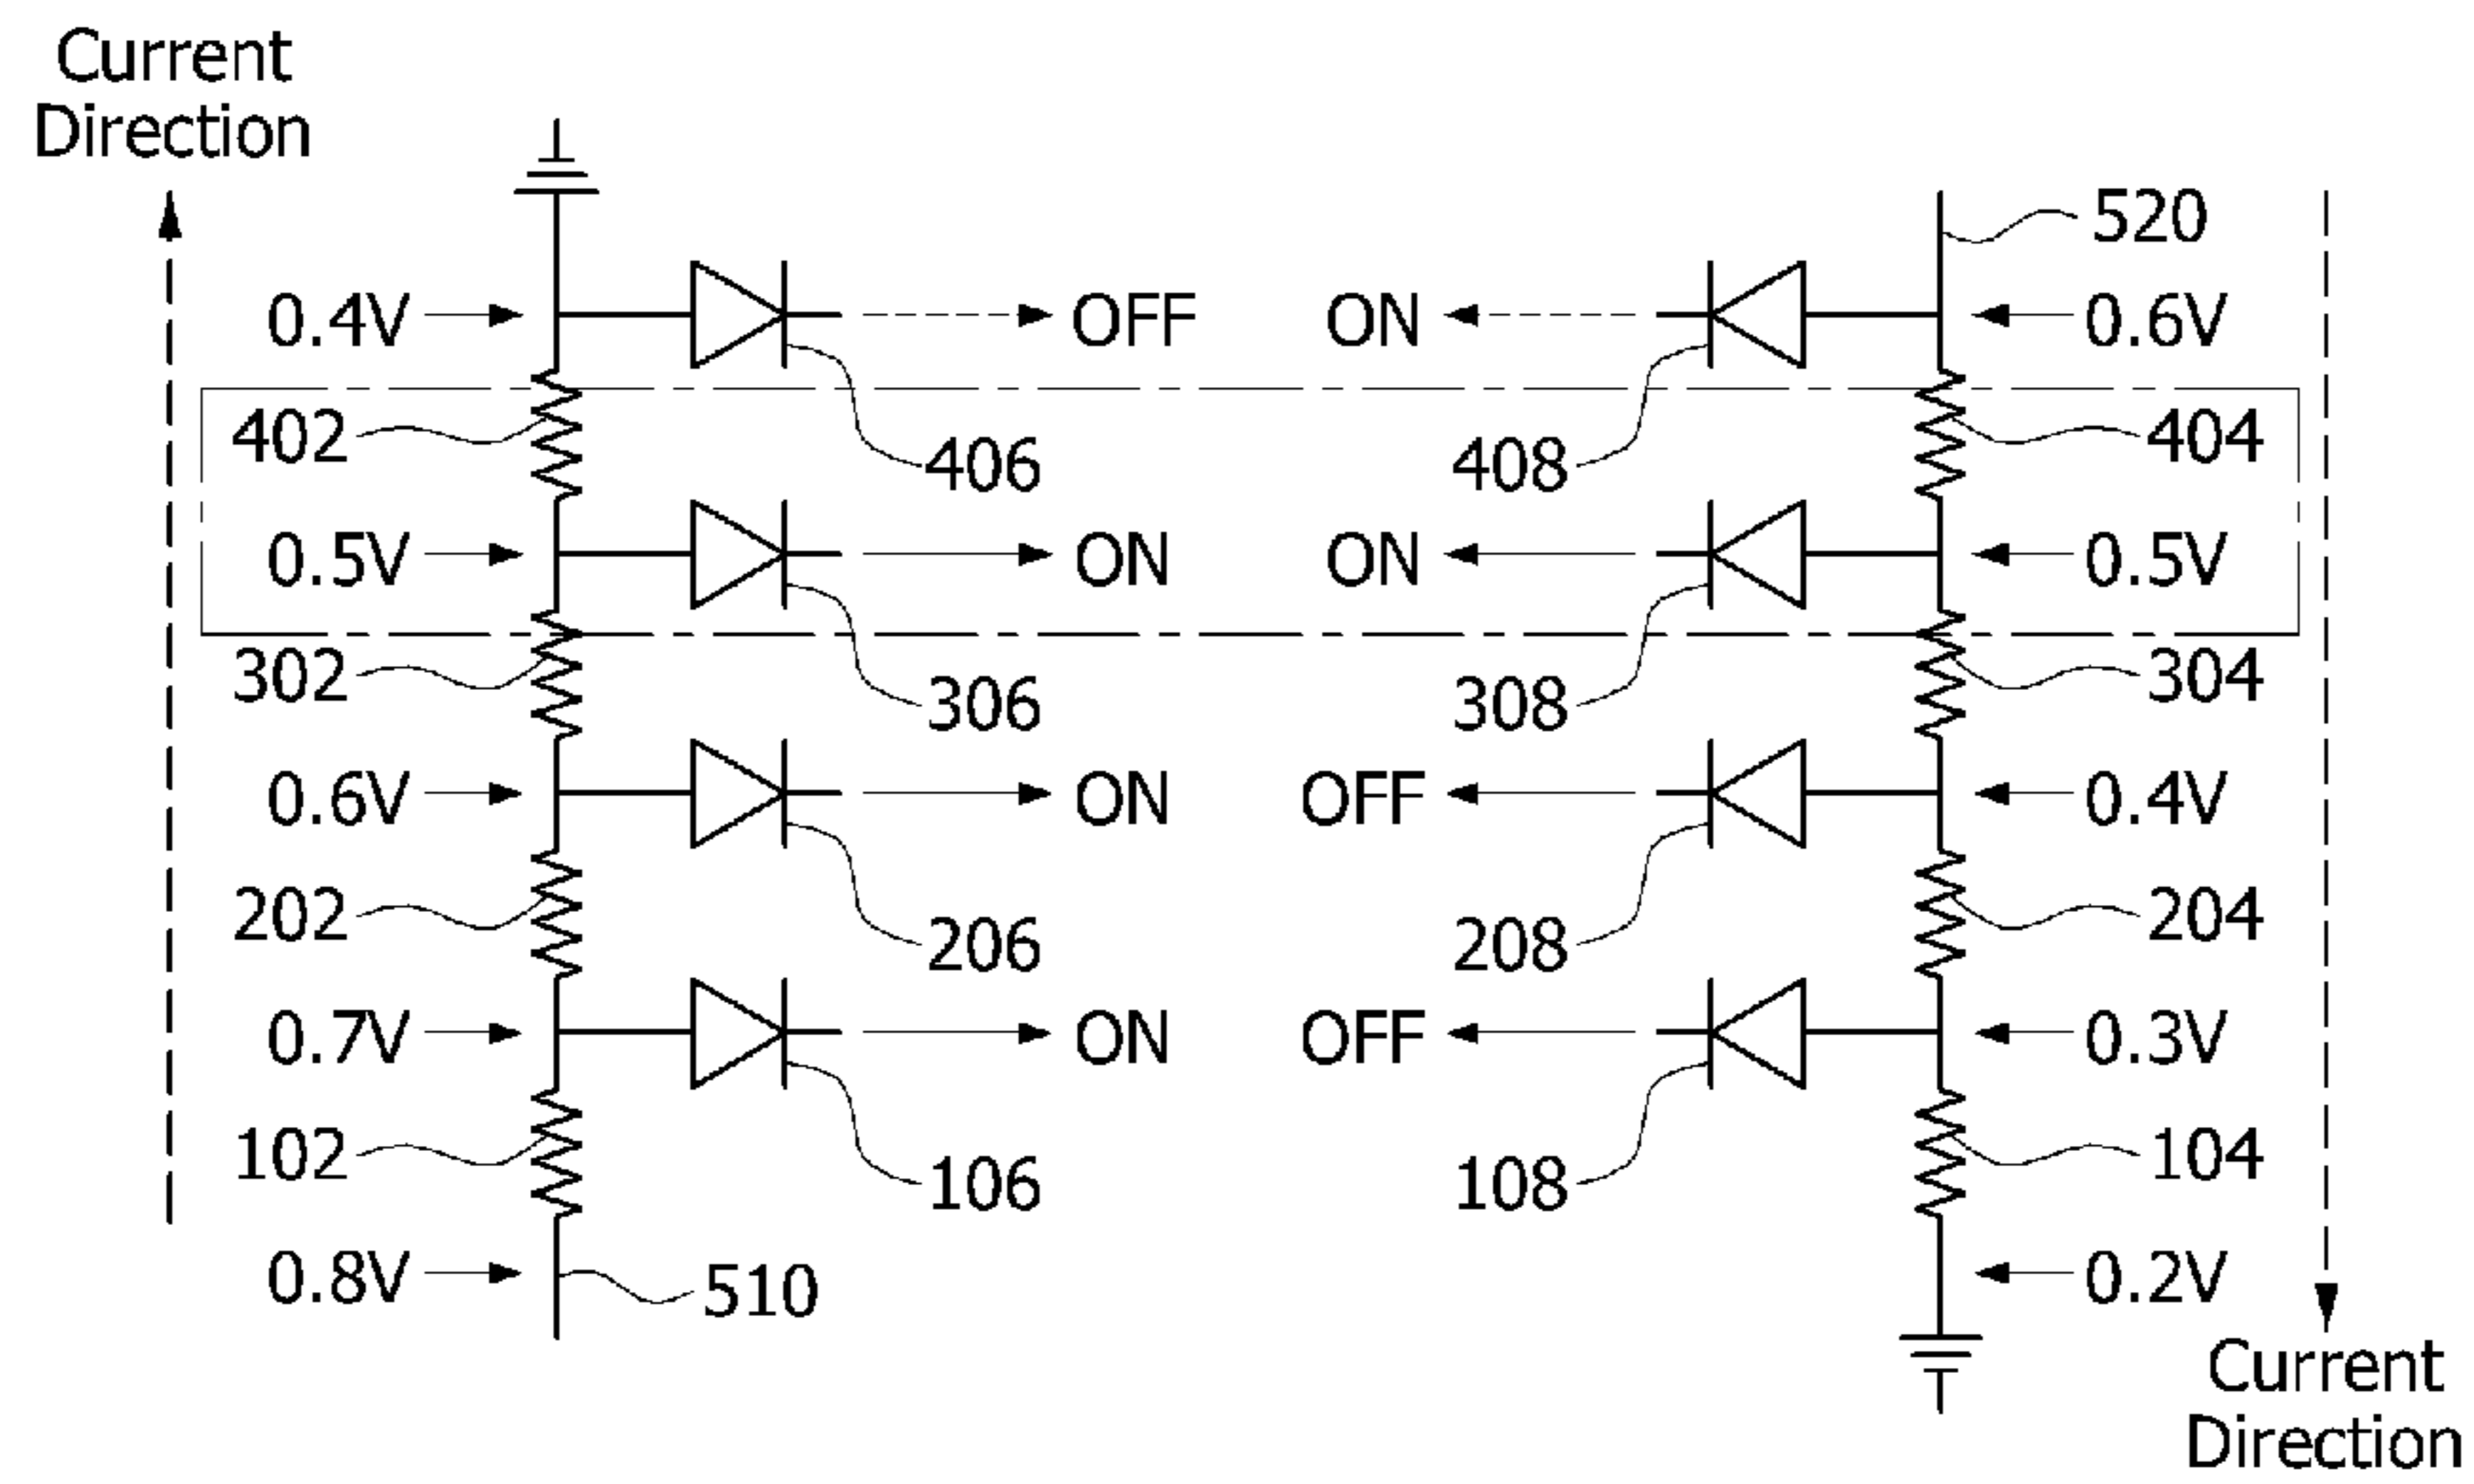 Current
Direction
520
0.4V OFF ON 0.6V
402 406 408 404
0.5V ON ON 0.5V
302 306 308 304
0.6V ON OFF 0.4V
202 206 208 204
0.7V ON OFF 0.3V
102 106 108 104
0.8V 510 0.2V
Current
Direction